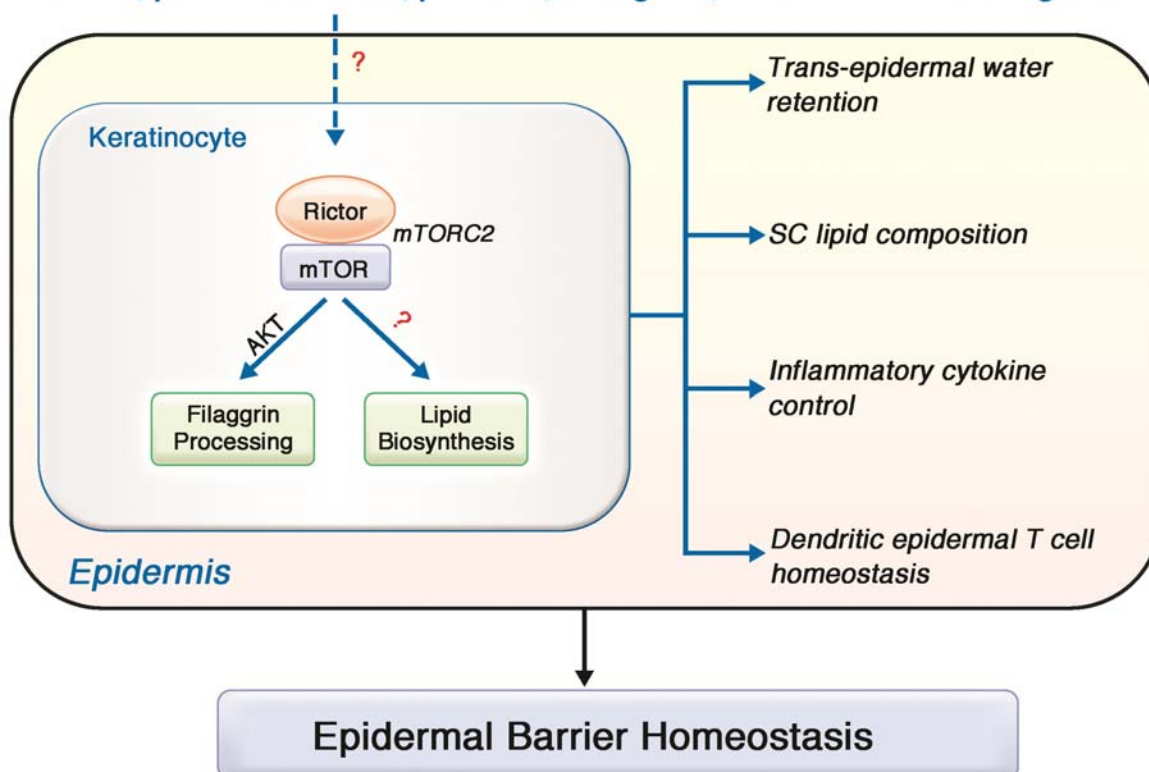 ?
Keratinocyte
Rictor
mTORC2
mTOR
AKT
?
Filaggrin
Processing
Lipid
Biosynthesis
Epidermis
Trans-epidermal water
retention
SC lipid composition
Inflammatory cytokine
control
Dendritic epidermal T cell
homeostasis
Epidermal Barrier Homeostasis